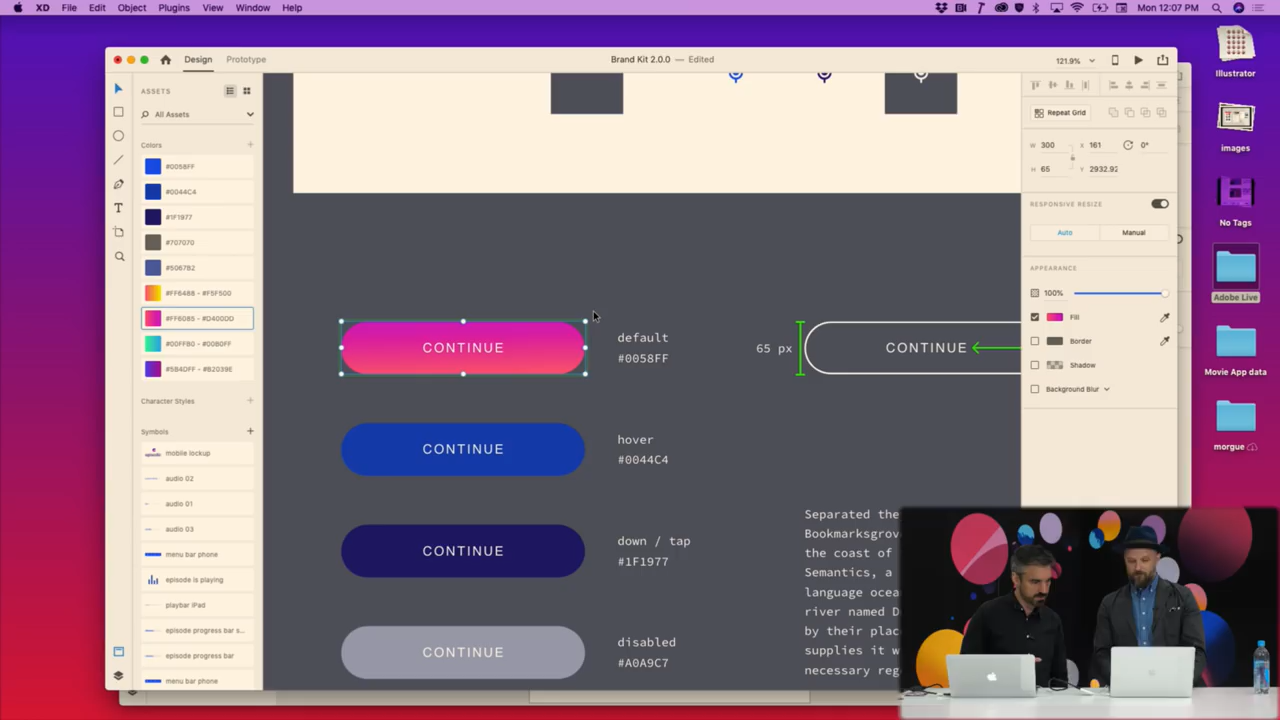 XD File Edit Object Plugins View Window Help
Mon 12:07 PM
Design Prototype
Brand Kit 2.0.0 — Edited
121.9%
ASSETS
All Assets
Colors
#0058FF
#0044C4
#1F1977
#707070
#5067B2
#FF6488 - #F5F500
#FF6085 - #D400DD
#00FFB0 - #00B0FF
#5B4DFF - #B2039E
Character Styles
Symbols
mobile lockup
audio 02
audio 01
audio 03
menu bar phone
episode is playing
playbar iPad
episode progress bar s...
episode progress bar
menu bar phone
CONTINUE
default
#0058FF
65 px
CONTINUE
CONTINUE
hover
#0044C4
CONTINUE
down / tap
#1F1977
CONTINUE
disabled
#A0A9C7
Separated the
Bookmarksgrov
the coast of
Semantics, a
language ocea
river named D
by their plac
supplies it w
necessary reg
Repeat Grid
W 300 X 161 0°
H 65 Y 2932.92
RESPONSIVE RESIZE
Auto Manual
APPEARANCE
100%
Fill
Border
Shadow
Background Blur
Illustrator
images
No Tags
Adobe Live
Movie App data
morgue